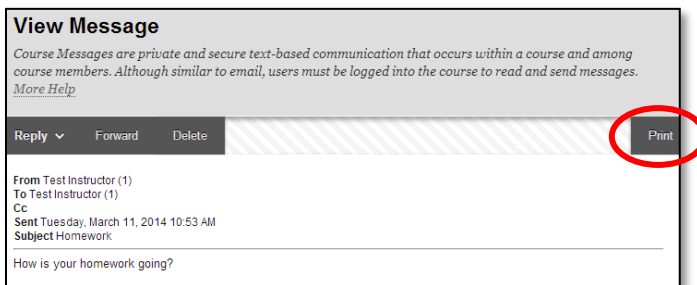 View Message
Course Messages are private and secure text-based communication that occurs within a course and among
course members. Although similar to email, users must be logged into the course to read and send messages.
More Help
Reply Forward Delete Print
From Test Instructor (1)
To Test Instructor (1)
Cc
Sent Tuesday, March 11, 2014 10:53 AM
Subject Homework
How is your homework going?